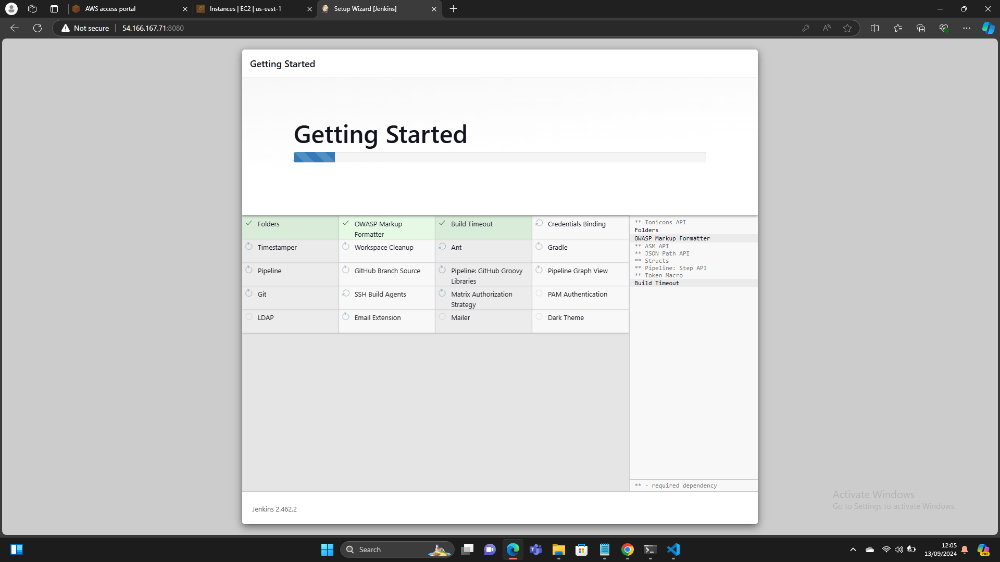 AWS access portal
Instances | EC2 | us-east-1
Setup Wizard [Jenkins]
Not secure
54.166.167.71:8080
Getting Started
Getting Started
Folders
OWASP Markup
Formatter
Build Timeout
Credentials Binding
Timestamper
Workspace Cleanup
Ant
Gradle
Pipeline
GitHub Branch Source
Pipeline: GitHub Groovy
Libraries
Pipeline Graph View
Git
SSH Build Agents
Matrix Authorization
Strategy
PAM Authentication
LDAP
Email Extension
Mailer
Dark Theme
** Ionicons API
Folders
OWASP Markup Formatter
** ASM API
** JSON Path API
** Structs
** Pipeline: Step API
** Token Macro
Build Timeout
** - required dependency
Jenkins 2.462.2
Activate Windows
Go to Settings to activate Windows.
Search
12:05
13/09/2024
PRE